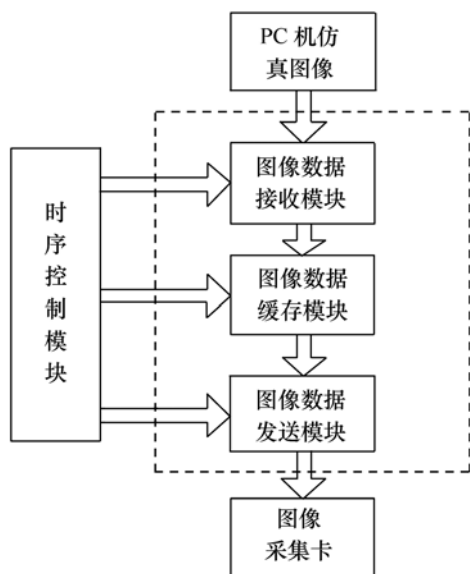 PC 机仿
真图像
图像数据
接收模块
时序控制模块
图像数据
缓存模块
图像数据
发送模块
图像
采集卡